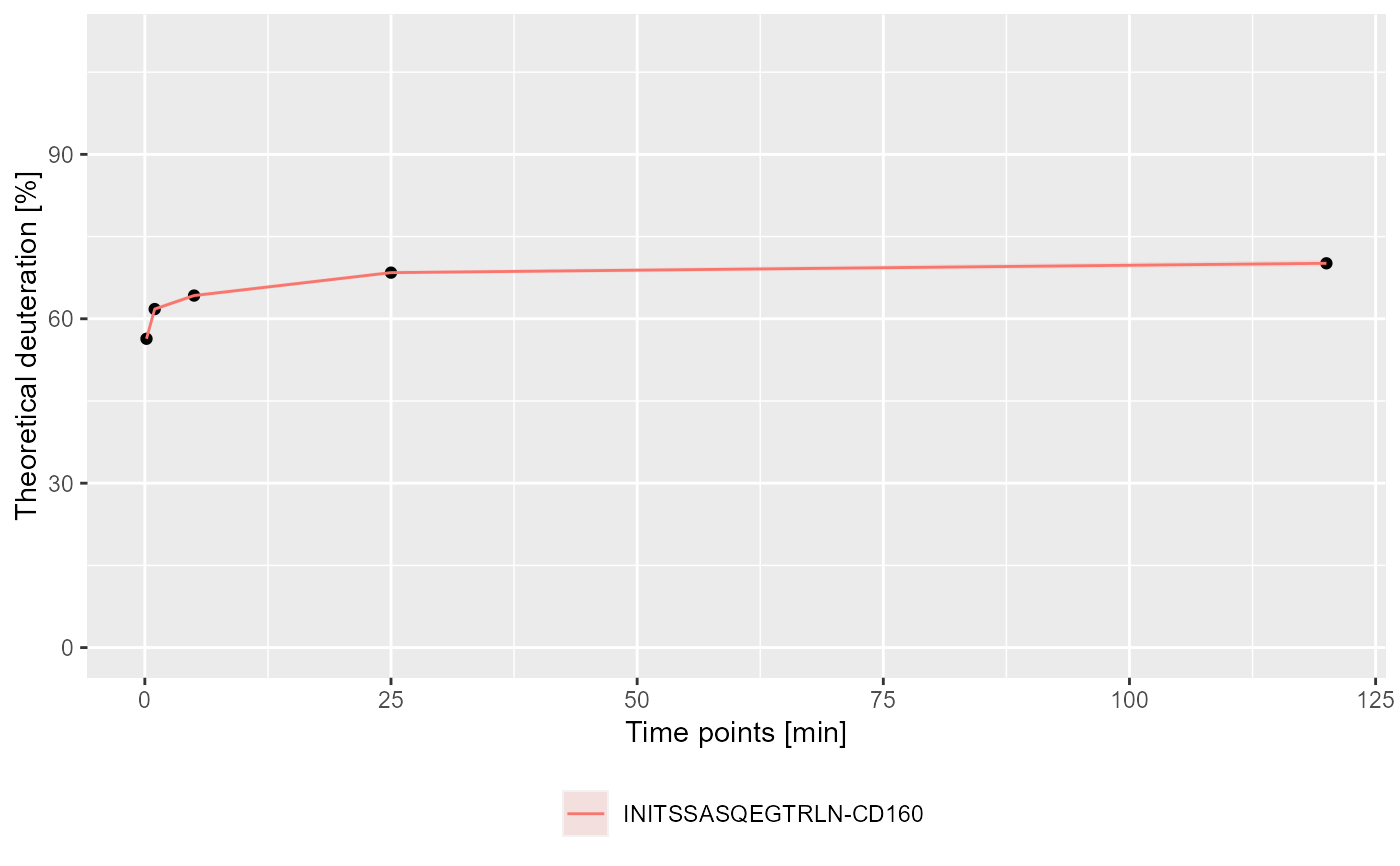 Theoretical deuteration [%]
90
60
30
0
0 25 50 75 100 125
Time points [min]
INITSSASQEGTRLN-CD160